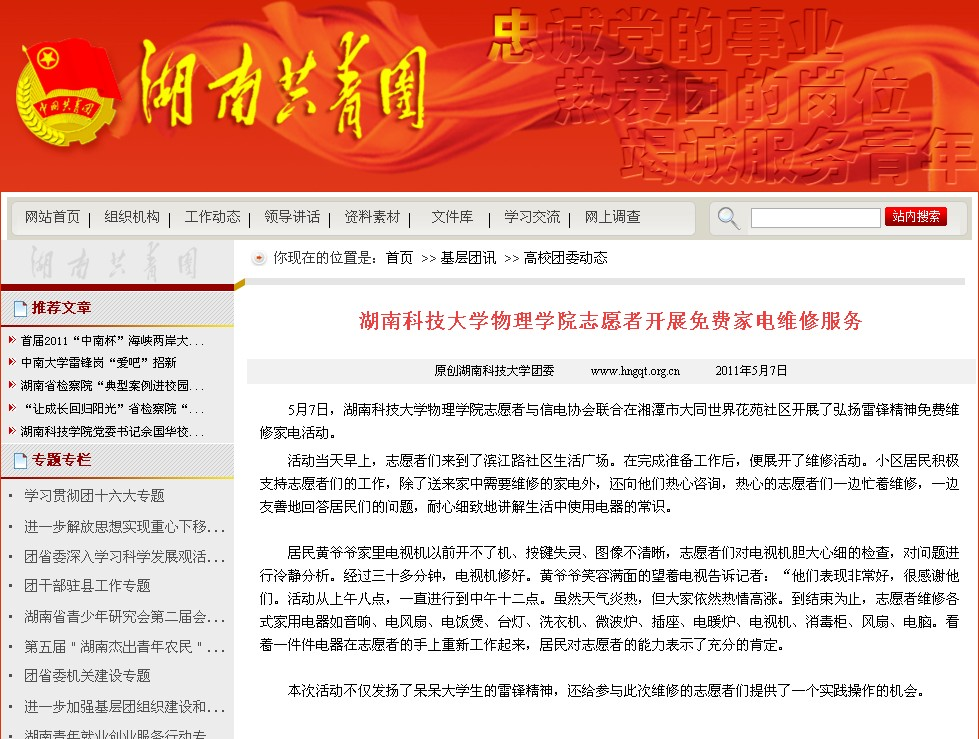 忠诚党的事业
热爱团的岗位
竭诚服务青年
中国共青团
湖南共青团
网站首页 | 组织机构 | 工作动态 | 领导讲话 | 资料素材 | 文件库 | 学习交流 | 网上调查
站内搜索
湖南共青团
你现在的位置是：首页 >> 基层团讯 >> 高校团委动态
推荐文章
首届2011“中南杯”海峡两岸大...
中南大学雷锋岗“爱吧”招新
湖南省检察院“典型案例进校园...
“让成长回归阳光”省检察院“...
湖南科技学院党委书记佘国华校...
专题专栏
· 学习贯彻团十六大专题
· 进一步解放思想实现重心下移...
· 团省委深入学习科学发展观活...
· 团干部驻县工作专题
· 湖南省青少年研究会第二届会...
· 第五届＂湖南杰出青年农民＂...
· 团省委机关建设专题
· 进一步加强基层团组织建设和...
· 湖南青年就业创业服务行动专...
湖南科技大学物理学院志愿者开展免费家电维修服务
原创湖南科技大学团委 www.hngqt.org.cn 2011年5月7日
5月7日，湖南科技大学物理学院志愿者与信电协会联合在湘潭市大同世界花苑社区开展了弘扬雷锋精神免费维
修家电活动。
活动当天早上，志愿者们来到了滨江路社区生活广场。在完成准备工作后，便展开了维修活动。小区居民积极
支持志愿者们的工作，除了送来家中需要维修的家电外，还向他们热心咨询，热心的志愿者们一边忙着维修，一边
友善地回答居民们的问题，耐心细致地讲解生活中使用电器的常识。
居民黄爷爷家里电视机以前开不了机、按键失灵、图像不清晰，志愿者们对电视机胆大心细的检查，对问题进
行冷静分析。经过三十多分钟，电视机修好。黄爷爷笑容满面的望着电视告诉记者：“他们表现非常好，很感谢他
们。活动从上午八点，一直进行到中午十二点。虽然天气炎热，但大家依然热情高涨。到结束为止，志愿者维修各
式家用电器如音响、电风扇、电饭煲、台灯、洗衣机、微波炉、插座、电暖炉、电视机、消毒柜、风扇、电脑。看
着一件件电器在志愿者的手上重新工作起来，居民对志愿者的能力表示了充分的肯定。
本次活动不仅发扬了呆呆大学生的雷锋精神，还给参与此次维修的志愿者们提供了一个实践操作的机会。